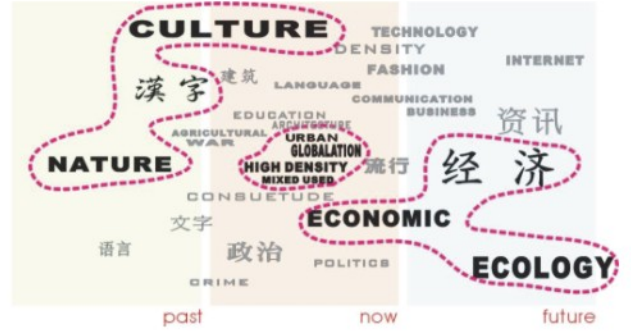 CULTURE
TECHNOLOGY
DENSITY
INTERNET
FASHION
建筑
漢字
LANGUAGE
COMMUNICATION
BUSINESS
EDUCATION
资讯
ARCHITECTURE
AGRICULTURAL
WAR
URBAN
GLOBALATION
NATURE
HIGH DENSITY
流行
经济
MIXED USED
CONSUETUDE
文字
ECONOMIC
语言
政治
POLITICS
ECOLOGY
CRIME
past
now
future